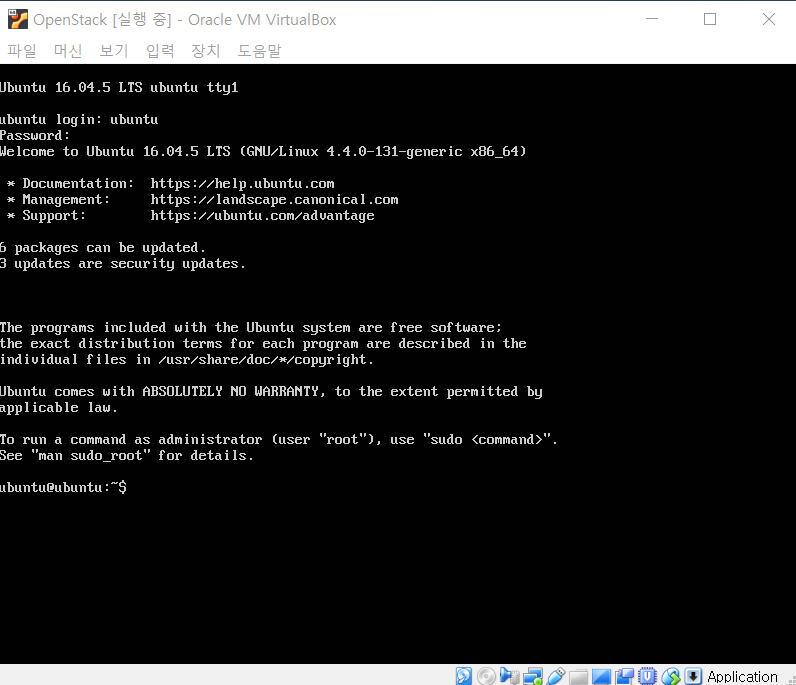 OpenStack [실행 중] - Oracle VM VirtualBox
파일 머신 보기 입력 장치 도움말
Ubuntu 16.04.5 LTS ubuntu tty1
ubuntu login: ubuntu
Password:
Welcome to Ubuntu 16.04.5 LTS (GNU/Linux 4.4.0-131-generic x86_64)
* Documentation: https://help.ubuntu.com
* Management: https://landscape.canonical.com
* Support: https://ubuntu.com/advantage
6 packages can be updated.
3 updates are security updates.
The programs included with the Ubuntu system are free software;
the exact distribution terms for each program are described in the
individual files in /usr/share/doc/*/copyright.
Ubuntu comes with ABSOLUTELY NO WARRANTY, to the extent permitted by
applicable law.
To run a command as administrator (user "root"), use "sudo <command>".
See "man sudo_root" for details.
ubuntu@ubuntu:~$
Application